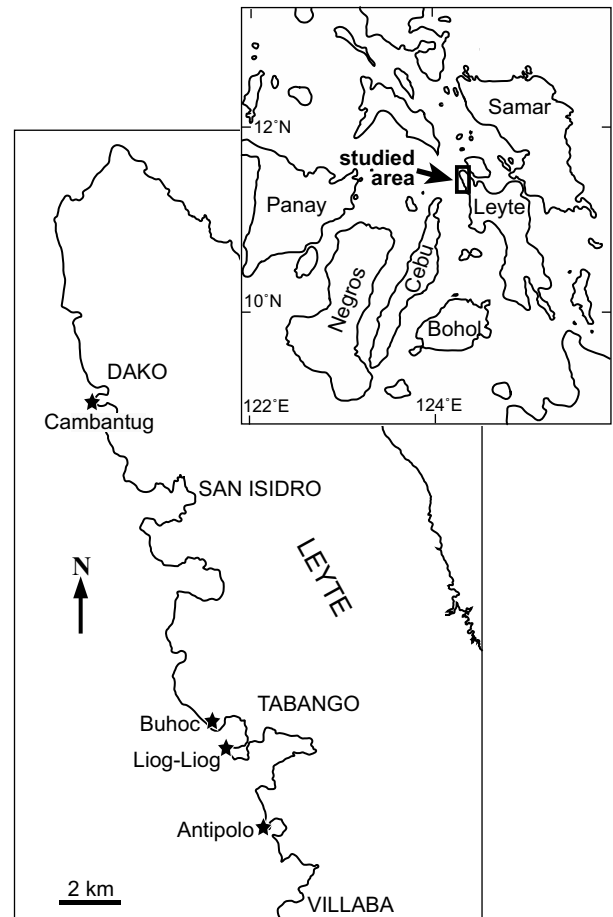 Samar
12°N
studied
area
Panay
Leyte
Cebu
Negros
10°N
Bohol
122°E
124°E
DAKO
Cambantug
SAN ISIDRO
LEYTE
N
TABANGO
Buhoc
Liog-Liog
Antipolo
2 km
VILLABA